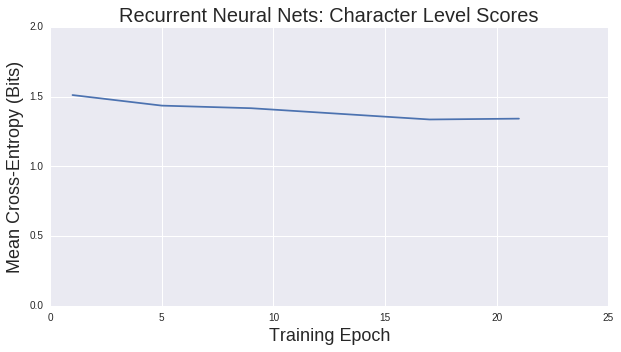 Recurrent Neural Nets: Character Level Scores
2.0
1.5
1.0
0.5
0.0
Mean Cross-Entropy (Bits)
0 5 10 15 20 25
Training Epoch